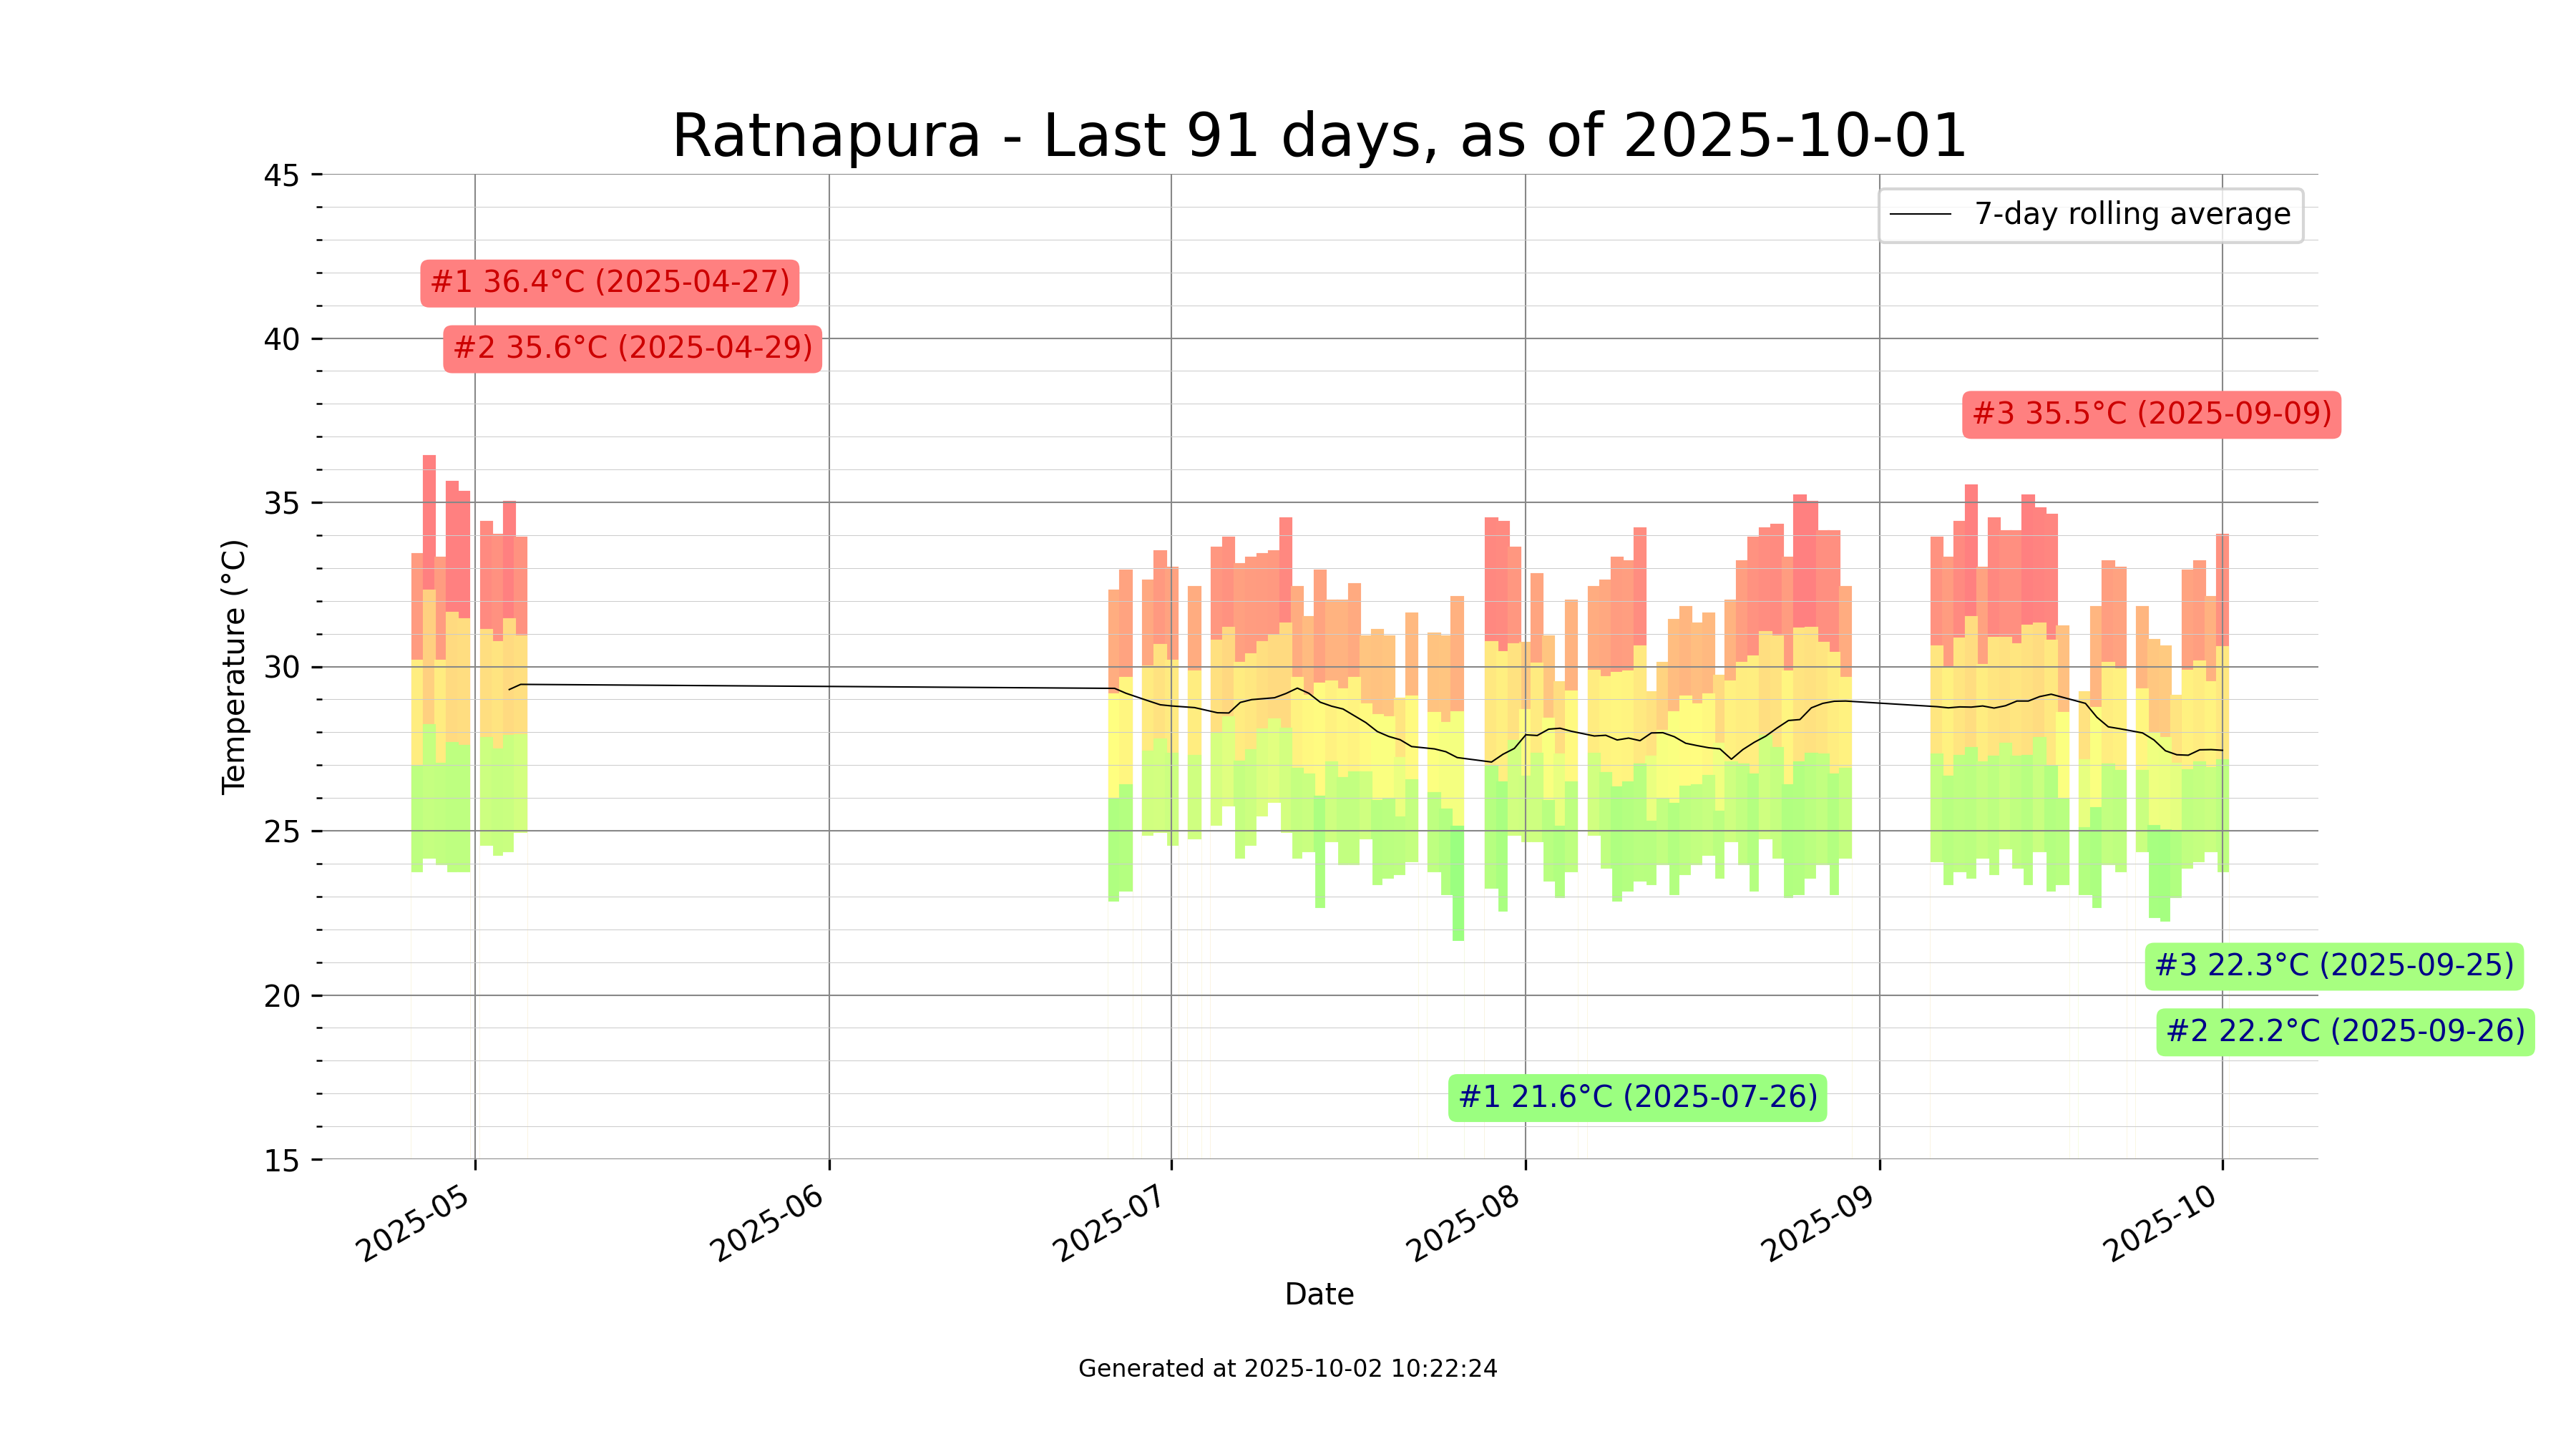 Ratnapura - Last 91 days, as of 2025-10-01
7-day rolling average
#1 36.4°C (2025-04-27)
#2 35.6°C (2025-04-29)
#3 35.5°C (2025-09-09)
#3 22.3°C (2025-09-25)
#2 22.2°C (2025-09-26)
#1 21.6°C (2025-07-26)
Temperature (°C)
45
40
35
30
25
20
15
2025-05
2025-06
2025-07
2025-08
2025-09
2025-10
Date
Generated at 2025-10-02 10:22:24